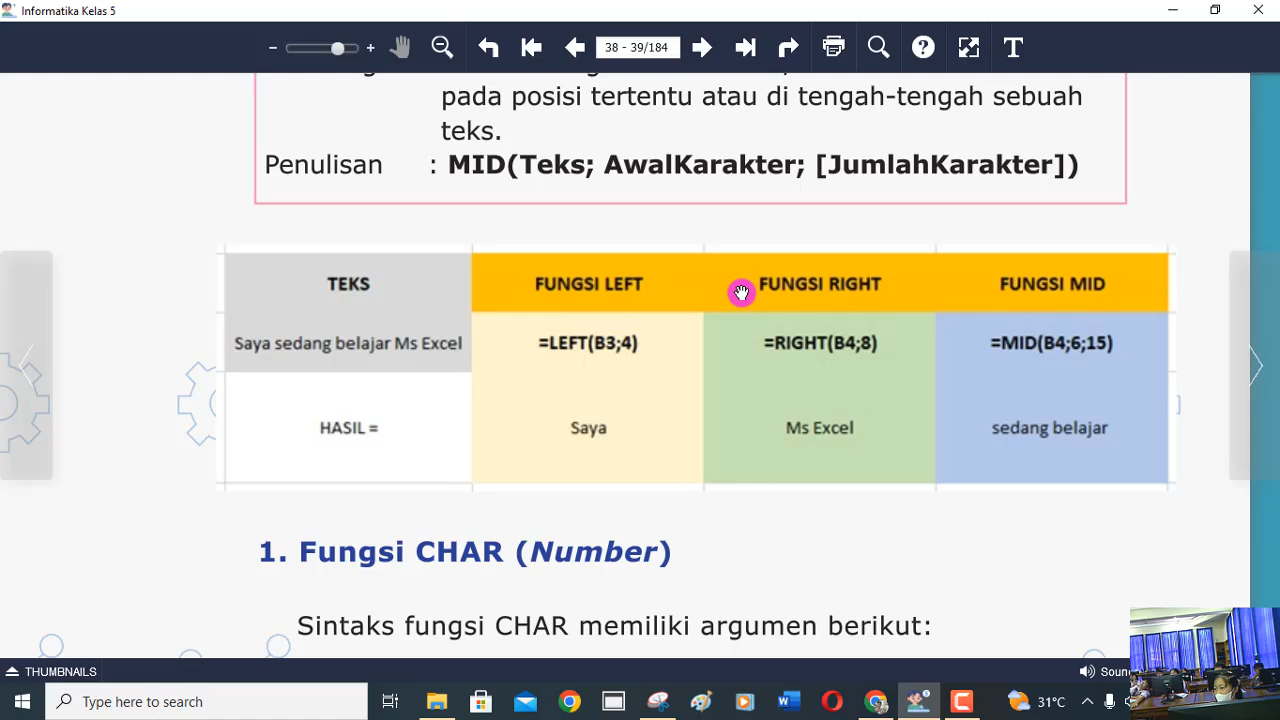 Informatika Kelas 5
38 - 39/184
pada posisi tertentu atau di tengah-tengah sebuah
teks.
Penulisan : MID(Teks; AwalKarakter; [JumlahKarakter])
TEKS FUNGSI LEFT FUNGSI RIGHT FUNGSI MID
Saya sedang belajar Ms Excel =LEFT(B3;4) =RIGHT(B4;8) =MID(B4;6;15)
HASIL = Saya Ms Excel sedang belajar
1. Fungsi CHAR (Number)
Sintaks fungsi CHAR memiliki argumen berikut:
THUMBNAILS
Type here to search
31°C